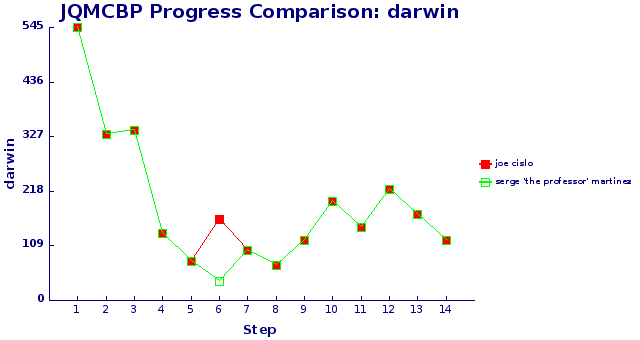 JQMCBP Progress Comparison: darwin
545
436
327
218
109
0
darwin
1 2 3 4 5 6 7 8 9 10 11 12 13 14
Step
joe cislo
serge 'the professor' martinez